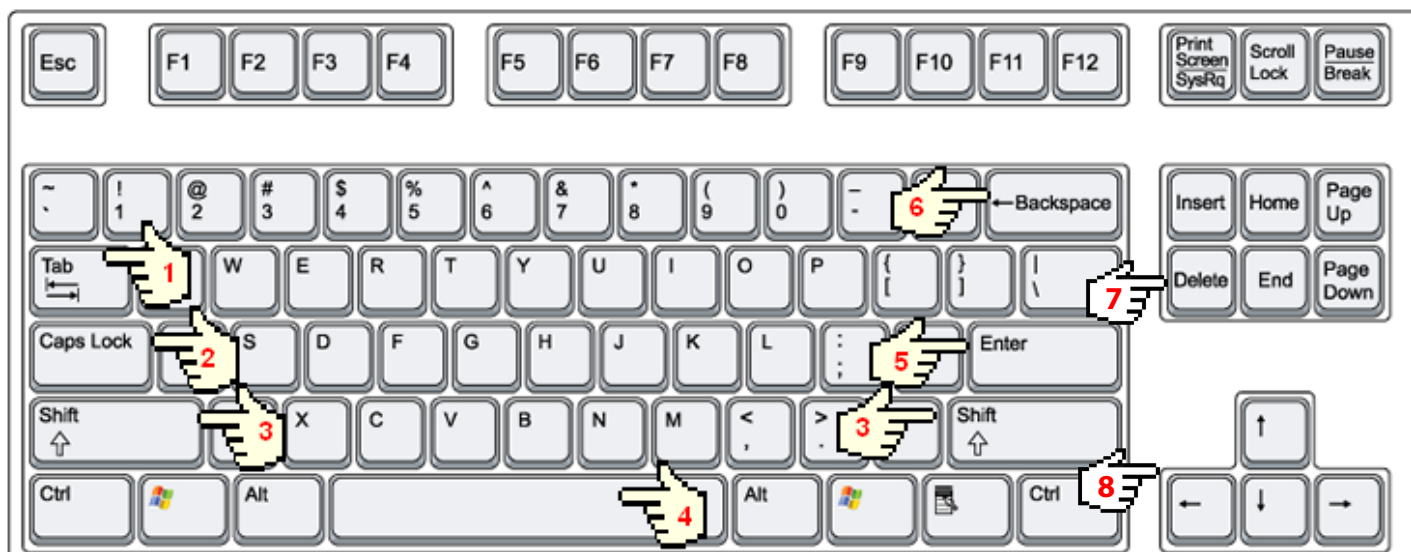 Esc F1 F2 F3 F4 F5 F6 F7 F8 F9 F10 F11 F12
Print
Screen
SysRq
Scroll
Lock
Pause
Break
~ ! @ # $ % ^ & * ( ) _
` 1 2 3 4 5 6 7 8 9 0 - 6 ←Backspace
Insert Home Page
Up
Tab 1 W E R T Y U I O P { } |
[ ] \
7 Delete End Page
Down
Caps Lock 2 S D F G H J K L : 5 Enter
;
Shift 3 X C V B N M < > 3 Shift
⇧ , . ⇧
↑
Ctrl Alt 4 Alt Ctrl 8 ← ↓ →